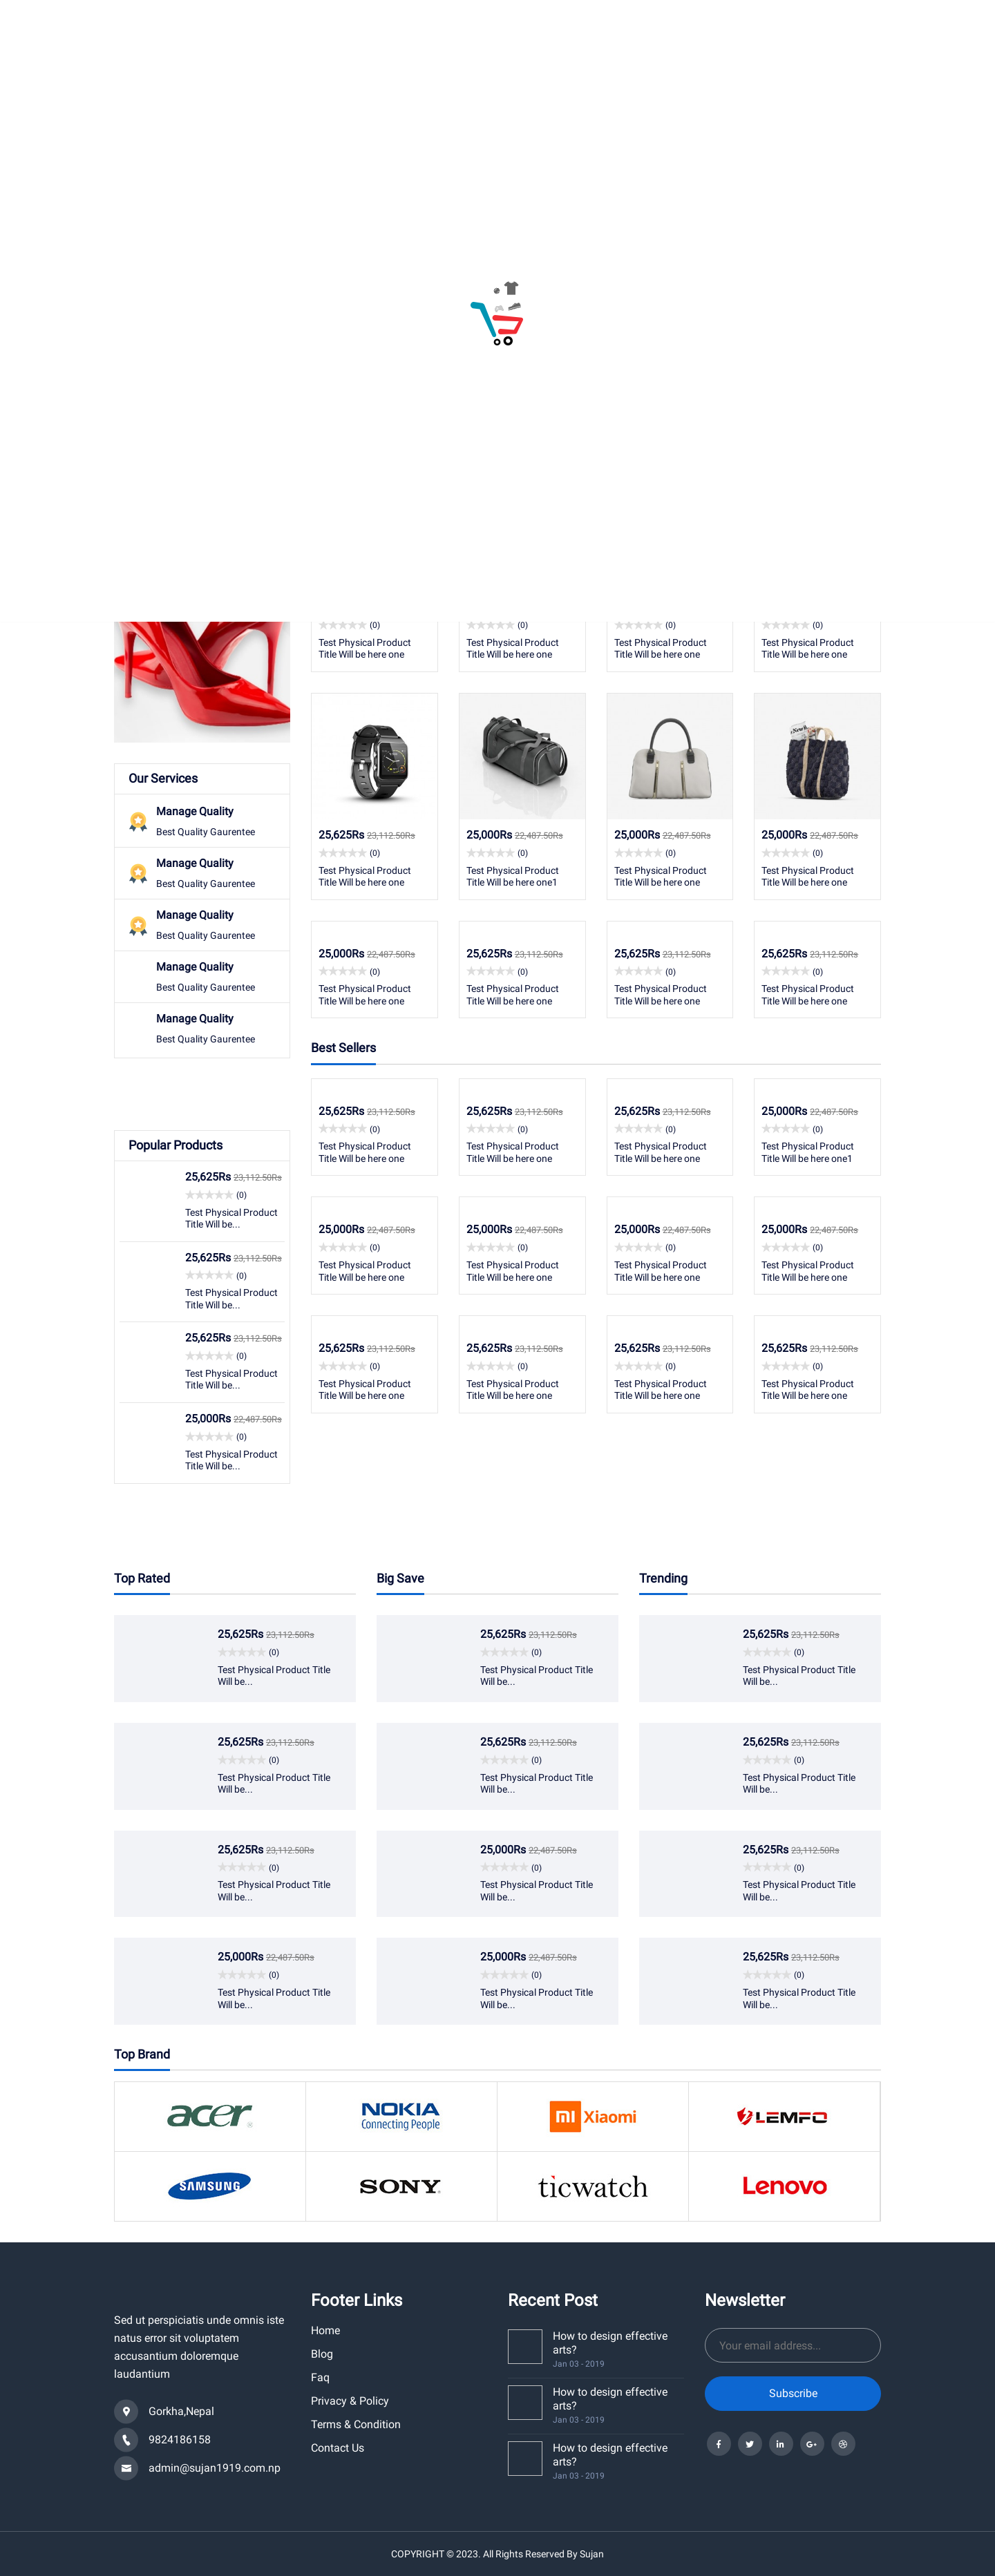 (0)
Test Physical Product
Title Will be here one
(0)
Test Physical Product
Title Will be here one
(0)
Test Physical Product
Title Will be here one
(0)
Test Physical Product
Title Will be here one
25,625Rs 23,112.50Rs
(0)
Test Physical Product
Title Will be here one
25,000Rs 22,487.50Rs
(0)
Test Physical Product
Title Will be here one1
25,000Rs 22,487.50Rs
(0)
Test Physical Product
Title Will be here one
25,000Rs 22,487.50Rs
(0)
Test Physical Product
Title Will be here one
25,000Rs 22,487.50Rs
(0)
Test Physical Product
Title Will be here one
25,625Rs 23,112.50Rs
(0)
Test Physical Product
Title Will be here one
25,625Rs 23,112.50Rs
(0)
Test Physical Product
Title Will be here one
25,625Rs 23,112.50Rs
(0)
Test Physical Product
Title Will be here one
Our Services
Manage Quality
Best Quality Gaurentee
Manage Quality
Best Quality Gaurentee
Manage Quality
Best Quality Gaurentee
Manage Quality
Best Quality Gaurentee
Manage Quality
Best Quality Gaurentee
Best Sellers
25,625Rs 23,112.50Rs
(0)
Test Physical Product
Title Will be here one
25,625Rs 23,112.50Rs
(0)
Test Physical Product
Title Will be here one
25,625Rs 23,112.50Rs
(0)
Test Physical Product
Title Will be here one
25,000Rs 22,487.50Rs
(0)
Test Physical Product
Title Will be here one1
25,000Rs 22,487.50Rs
(0)
Test Physical Product
Title Will be here one
25,000Rs 22,487.50Rs
(0)
Test Physical Product
Title Will be here one
25,000Rs 22,487.50Rs
(0)
Test Physical Product
Title Will be here one
25,000Rs 22,487.50Rs
(0)
Test Physical Product
Title Will be here one
25,625Rs 23,112.50Rs
(0)
Test Physical Product
Title Will be here one
25,625Rs 23,112.50Rs
(0)
Test Physical Product
Title Will be here one
25,625Rs 23,112.50Rs
(0)
Test Physical Product
Title Will be here one
25,625Rs 23,112.50Rs
(0)
Test Physical Product
Title Will be here one
Popular Products
25,625Rs 23,112.50Rs
(0)
Test Physical Product
Title Will be...
25,625Rs 23,112.50Rs
(0)
Test Physical Product
Title Will be...
25,625Rs 23,112.50Rs
(0)
Test Physical Product
Title Will be...
25,000Rs 22,487.50Rs
(0)
Test Physical Product
Title Will be...
Top Rated
25,625Rs 23,112.50Rs
(0)
Test Physical Product Title
Will be...
25,625Rs 23,112.50Rs
(0)
Test Physical Product Title
Will be...
25,625Rs 23,112.50Rs
(0)
Test Physical Product Title
Will be...
25,000Rs 22,487.50Rs
(0)
Test Physical Product Title
Will be...
Big Save
25,625Rs 23,112.50Rs
(0)
Test Physical Product Title
Will be...
25,625Rs 23,112.50Rs
(0)
Test Physical Product Title
Will be...
25,000Rs 22,487.50Rs
(0)
Test Physical Product Title
Will be...
25,000Rs 22,487.50Rs
(0)
Test Physical Product Title
Will be...
Trending
25,625Rs 23,112.50Rs
(0)
Test Physical Product Title
Will be...
25,625Rs 23,112.50Rs
(0)
Test Physical Product Title
Will be...
25,625Rs 23,112.50Rs
(0)
Test Physical Product Title
Will be...
25,625Rs 23,112.50Rs
(0)
Test Physical Product Title
Will be...
Top Brand
acer
NOKIA
Connecting People
mi Xiaomi
LEMFO
SAMSUNG
SONY
ticwatch
Lenovo
Sed ut perspiciatis unde omnis iste
natus error sit voluptatem
accusantium doloremque
laudantium
Gorkha,Nepal
9824186158
admin@sujan1919.com.np
Footer Links
Home
Blog
Faq
Privacy & Policy
Terms & Condition
Contact Us
Recent Post
How to design effective
arts?
Jan 03 - 2019
How to design effective
arts?
Jan 03 - 2019
How to design effective
arts?
Jan 03 - 2019
Newsletter
Your email address...
Subscribe
COPYRIGHT © 2023. All Rights Reserved By Sujan